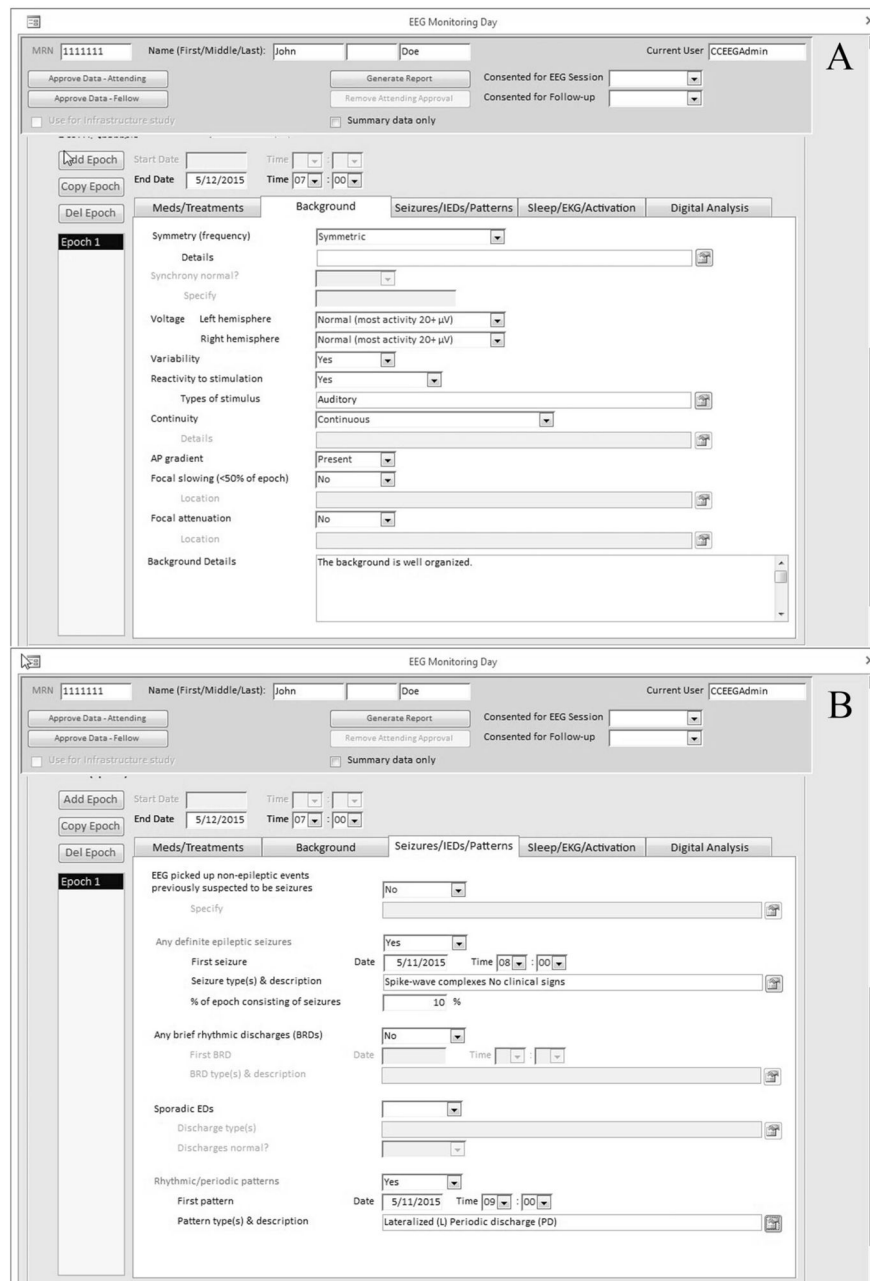 EEG Monitoring Day
MRN 1111111 Name (First/Middle/Last): John Doe Current User CCEEGAdmin
A
Approve Data - Attending Generate Report Consented for EEG Session
Approve Data - Fellow Remove Attending Approval Consented for Follow-up
Use for Infrastructure study Summary data only
Add Epoch Start Date Time :
Copy Epoch End Date 5/12/2015 Time 07 : 00
Del Epoch Meds/Treatments Background Seizures/IEDs/Patterns Sleep/EKG/Activation Digital Analysis
Epoch 1 Symmetry (frequency) Symmetric
Details
Synchrony normal?
Specify
Voltage Left hemisphere Normal (most activity 20+ µV)
Right hemisphere Normal (most activity 20+ µV)
Variability Yes
Reactivity to stimulation Yes
Types of stimulus Auditory
Continuity Continuous
Details
AP gradient Present
Focal slowing (<50% of epoch) No
Location
Focal attenuation No
Location
Background Details The background is well organized.
EEG Monitoring Day
MRN 1111111 Name (First/Middle/Last): John Doe Current User CCEEGAdmin
B
Approve Data - Attending Generate Report Consented for EEG Session
Approve Data - Fellow Remove Attending Approval Consented for Follow-up
Use for Infrastructure study Summary data only
Add Epoch Start Date Time :
Copy Epoch End Date 5/12/2015 Time 07 : 00
Del Epoch Meds/Treatments Background Seizures/IEDs/Patterns Sleep/EKG/Activation Digital Analysis
Epoch 1 EEG picked up non-epileptic events
previously suspected to be seizures No
Specify
Any definite epileptic seizures Yes
First seizure Date 5/11/2015 Time 08 : 00
Seizure type(s) & description Spike-wave complexes No clinical signs
% of epoch consisting of seizures 10 %
Any brief rhythmic discharges (BRDs) No
First BRD Date Time :
BRD type(s) & description
Sporadic EDs
Discharge type(s)
Discharges normal?
Rhythmic/periodic patterns Yes
First pattern Date 5/11/2015 Time 09 : 00
Pattern type(s) & description Lateralized (L) Periodic discharge (PD)